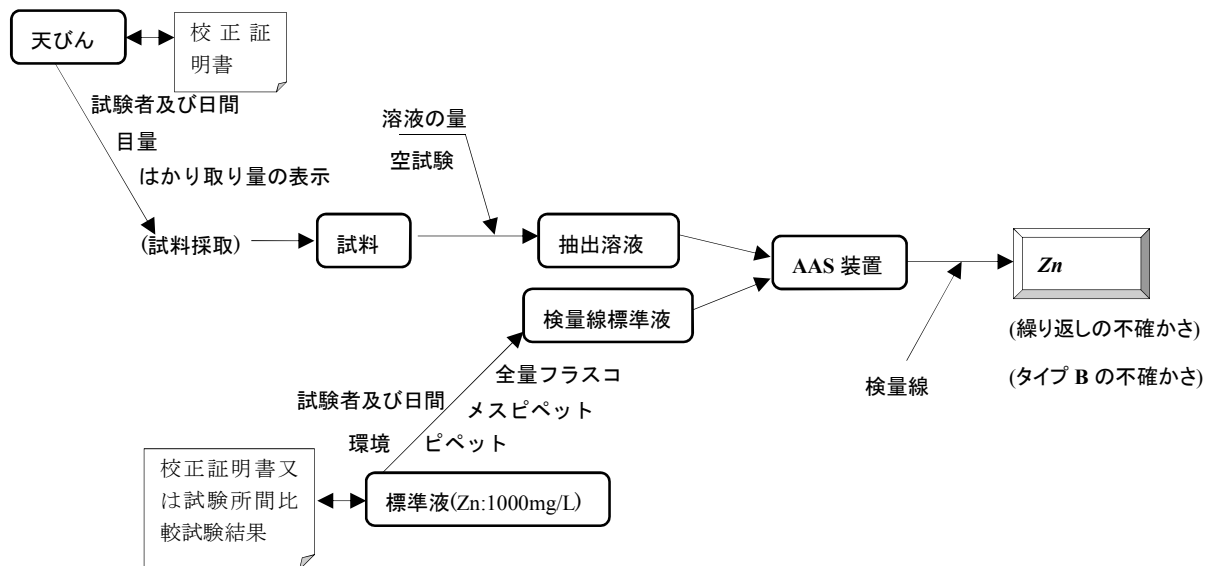 天びん
校正証
明書
試験者及び日間
目量
はかり取り量の表示
溶液の量
空試験
(試料採取)
試料
抽出溶液
AAS 装置
Zn
検量線標準液
(繰り返しの不確かさ)
(タイプ B の不確かさ)
検量線
全量フラスコ
試験者及び日間
メスピペット
環境
ピペット
校正証明書又
は試験所間比
較試験結果
標準液(Zn:1000mg/L)